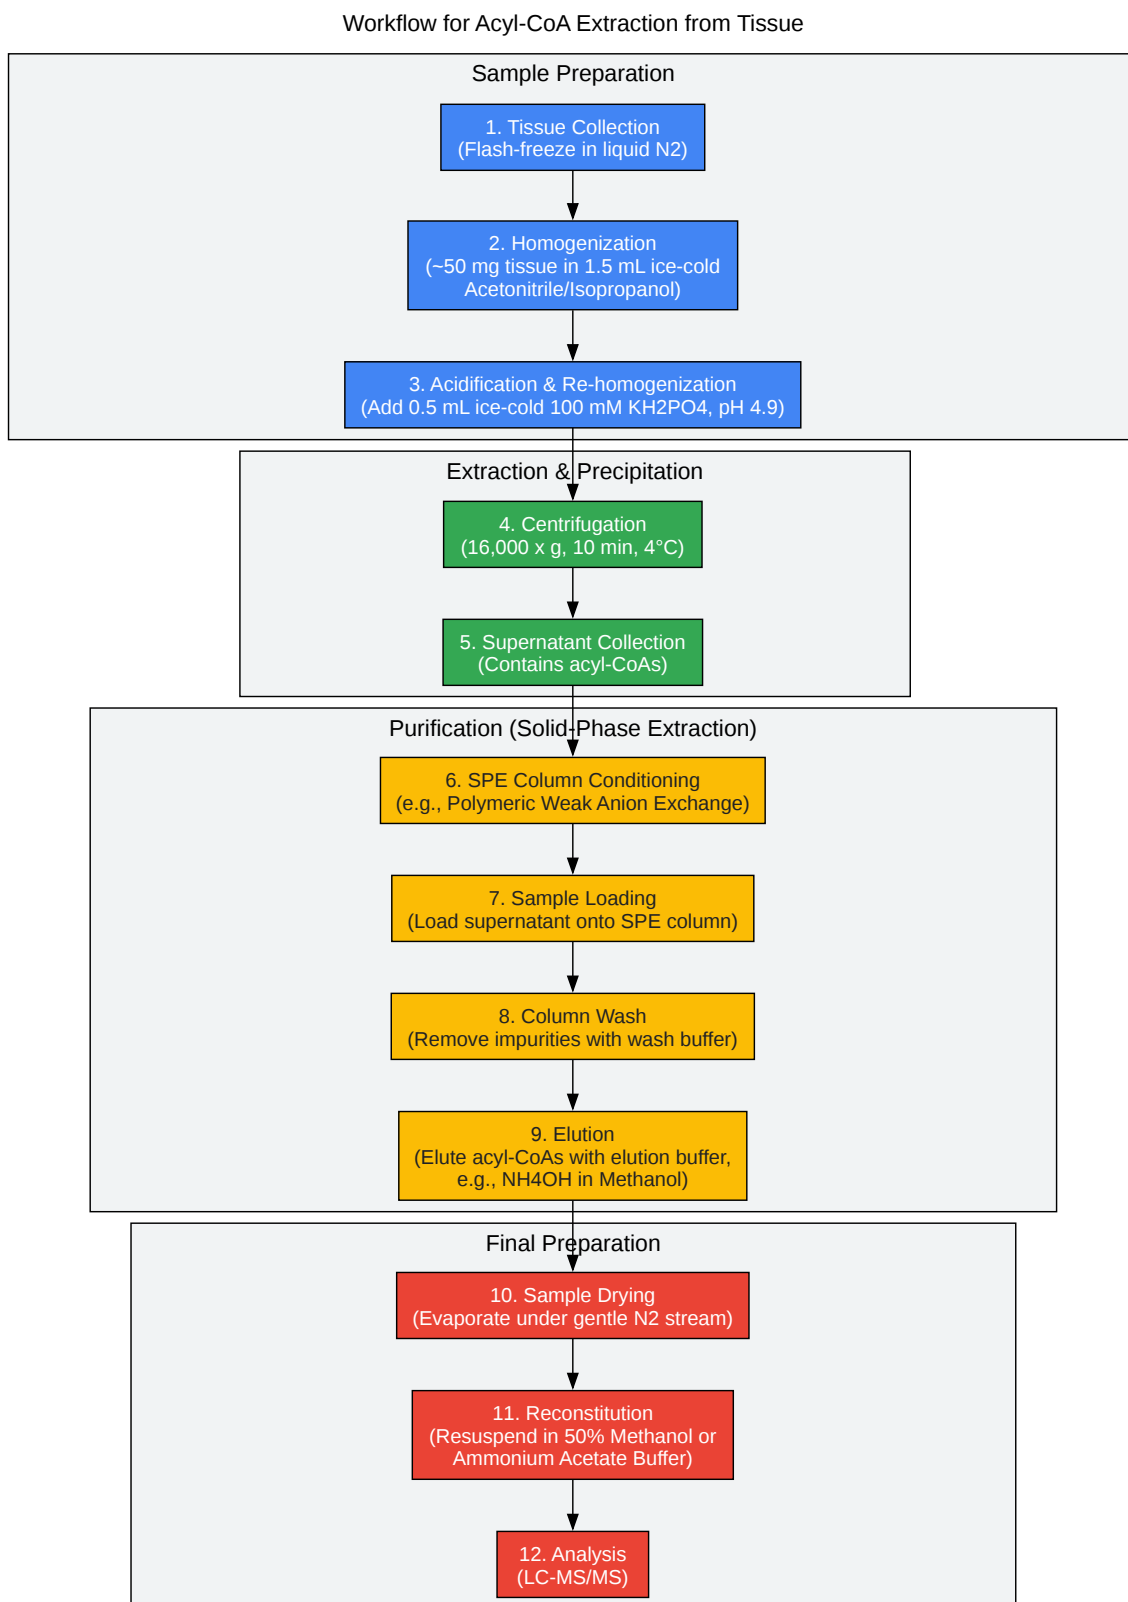 Workflow for Acyl-CoA Extraction from Tissue
Sample Preparation
1. Tissue Collection
(Flash-freeze in liquid N2)
2. Homogenization
(~50 mg tissue in 1.5 mL ice-cold
Acetonitrile/Isopropanol)
3. Acidification & Re-homogenization
(Add 0.5 mL ice-cold 100 mM KH2PO4, pH 4.9)
Extraction & Precipitation
4. Centrifugation
(16,000 x g, 10 min, 4°C)
5. Supernatant Collection
(Contains acyl-CoAs)
Purification (Solid-Phase Extraction)
6. SPE Column Conditioning
(e.g., Polymeric Weak Anion Exchange)
7. Sample Loading
(Load supernatant onto SPE column)
8. Column Wash
(Remove impurities with wash buffer)
9. Elution
(Elute acyl-CoAs with elution buffer,
e.g., NH4OH in Methanol)
Final Preparation
10. Sample Drying
(Evaporate under gentle N2 stream)
11. Reconstitution
(Resuspend in 50% Methanol or
Ammonium Acetate Buffer)
12. Analysis
(LC-MS/MS)